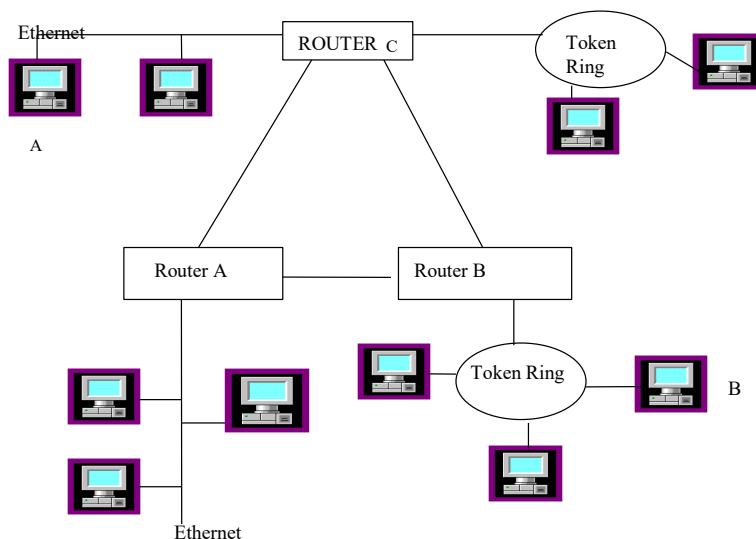 Ethernet
ROUTER C
Token
Ring
A
Router A
Router B
Token Ring
B
Ethernet